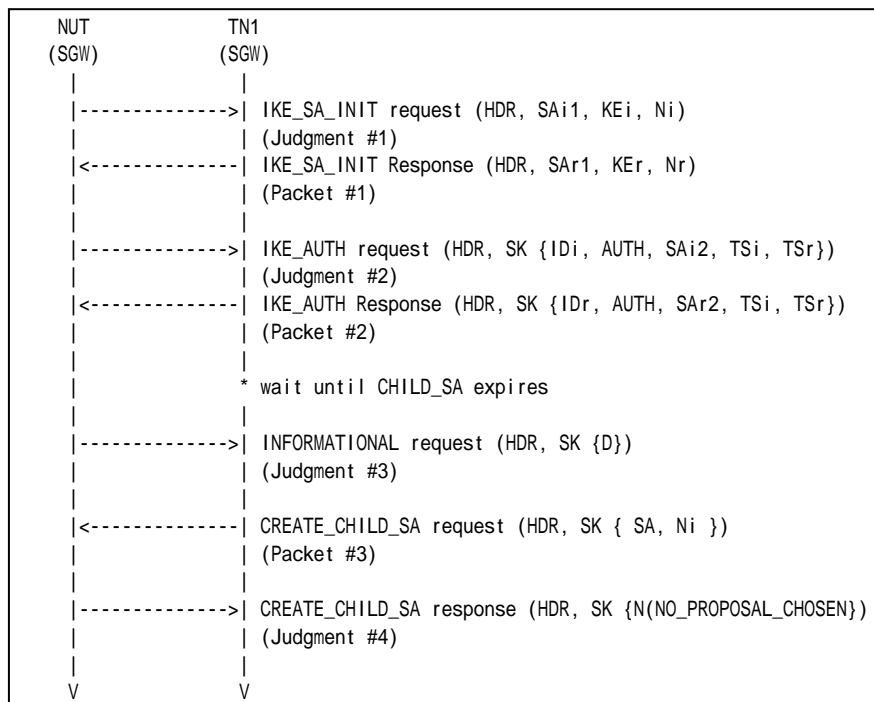 NUT TN1
(SGW) (SGW)
| |
|-------------->| IKE_SA_INIT request (HDR, SAi1, KEi, Ni)
| | (Judgment #1)
|<--------------| IKE_SA_INIT Response (HDR, SAr1, KEr, Nr)
| | (Packet #1)
| |
|-------------->| IKE_AUTH request (HDR, SK {IDi, AUTH, SAi2, TSi, TSr})
| | (Judgment #2)
|<--------------| IKE_AUTH Response (HDR, SK {IDr, AUTH, SAr2, TSi, TSr})
| | (Packet #2)
| |
| * wait until CHILD_SA expires
| |
|-------------->| INFORMATIONAL request (HDR, SK {D})
| | (Judgment #3)
| |
|<--------------| CREATE_CHILD_SA request (HDR, SK { SA, Ni })
| | (Packet #3)
| |
|-------------->| CREATE_CHILD_SA response (HDR, SK {N(NO_PROPOSAL_CHOSEN})
| | (Judgment #4)
| |
V V